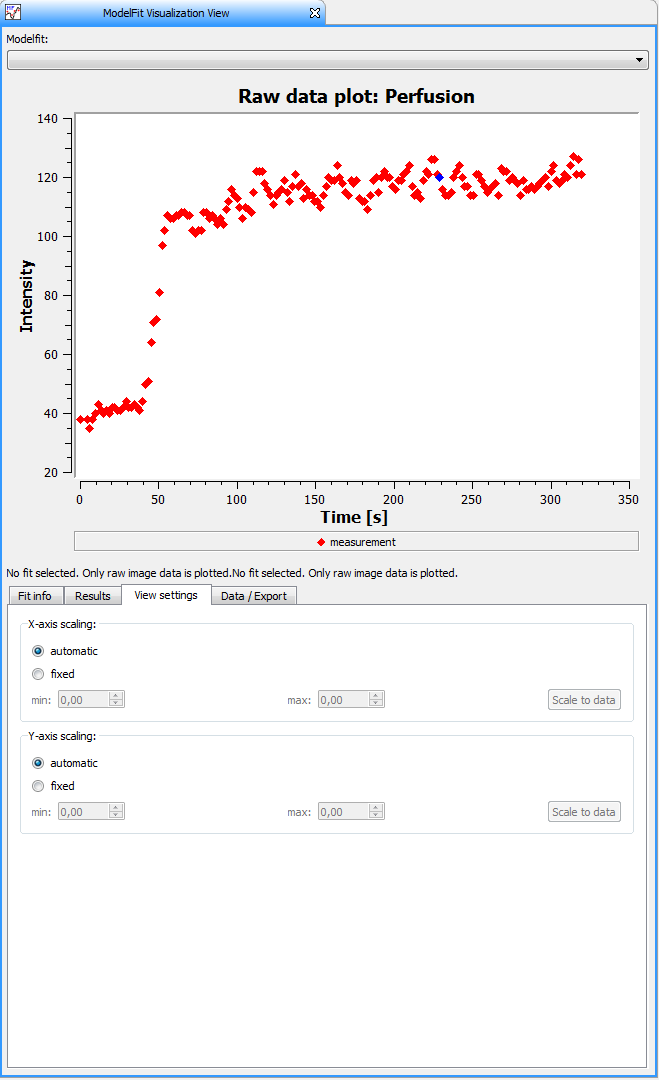 ModelFit Visualization View
Modelfit:
Raw data plot: Perfusion
140
120
100
80
60
40
20
Intensity
0 50 100 150 200 250 300 350
Time [s]
measurement
No fit selected. Only raw image data is plotted.No fit selected. Only raw image data is plotted.
Fit info Results View settings Data / Export
X-axis scaling:
automatic
fixed
min: 0,00 max: 0,00 Scale to data
Y-axis scaling:
automatic
fixed
min: 0,00 max: 0,00 Scale to data